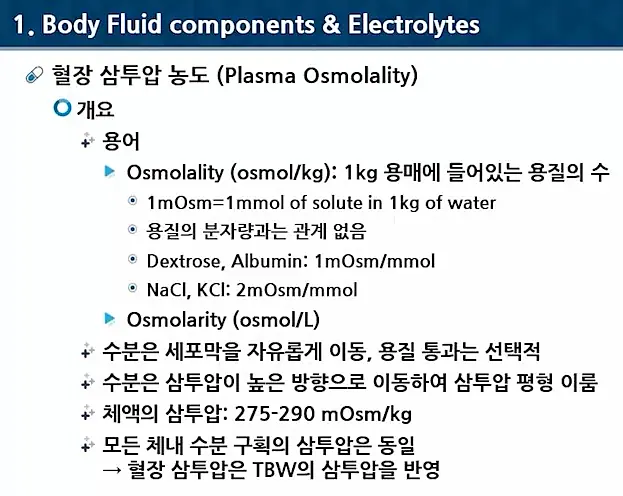 1. Body Fluid components & Electrolytes
혈장 삼투압 농도 (Plasma Osmolality)
개요
용어
Osmolality (osmol/kg): 1kg 용매에 들어있는 용질의 수
1mOsm=1mmol of solute in 1kg of water
용질의 분자량과는 관계 없음
Dextrose, Albumin: 1mOsm/mmol
NaCl, KCl: 2mOsm/mmol
Osmolarity (osmol/L)
수분은 세포막을 자유롭게 이동, 용질 통과는 선택적
수분은 삼투압이 높은 방향으로 이동하여 삼투압 평형 이룸
체액의 삼투압: 275-290 mOsm/kg
모든 체내 수분 구획의 삼투압은 동일
→ 혈장 삼투압은 TBW의 삼투압을 반영